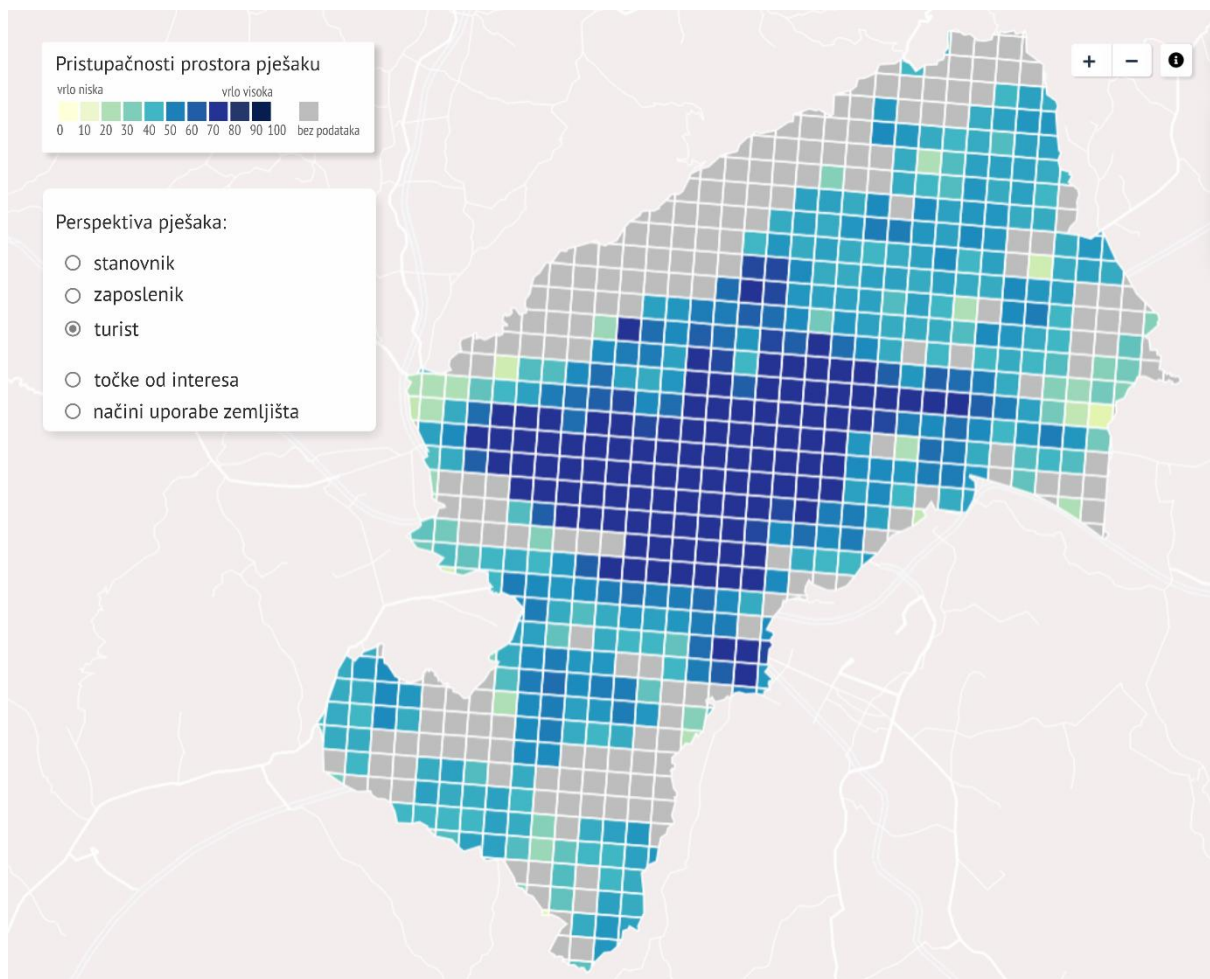 Pristupačnosti prostora pješaku
vrlo niska vrlo visoka
0 10 20 30 40 50 60 70 80 90 100 bez podataka
Perspektiva pješaka:
stanovnik
zaposlenik
turist
točke od interesa
načini uporabe zemljišta
+ − i